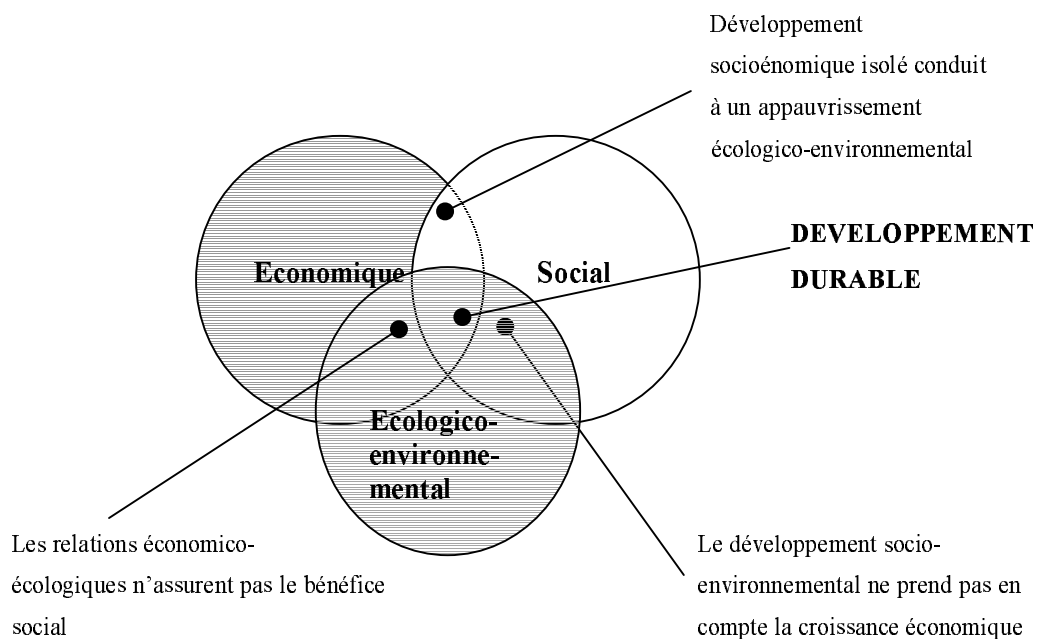 Développement
socioénomique isolé conduit
à un appauvrissement
écologico-environnemental
DEVELOPPEMENT
DURABLE
Economique
Social
Ecologico-
environne-
mental
Les relations économico-
écologiques n’assurent pas le bénéfice
social
Le développement socio-
environnemental ne prend pas en
compte la croissance économique